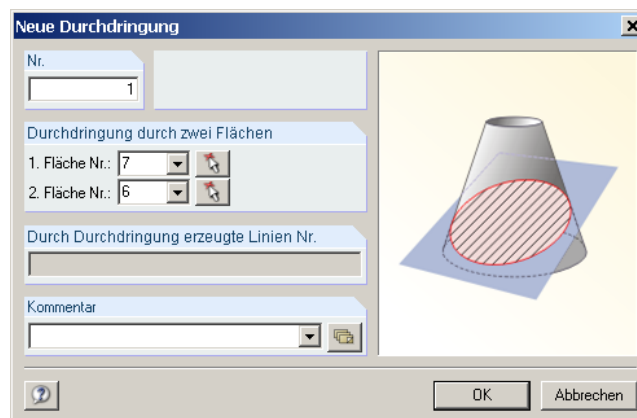 Neue Durchdringung
Nr.
1
Durchdringung durch zwei Flächen
1. Fläche Nr.: 7
2. Fläche Nr.: 6
Durch Durchdringung erzeugte Linien Nr.
Kommentar
OK
Abbrechen